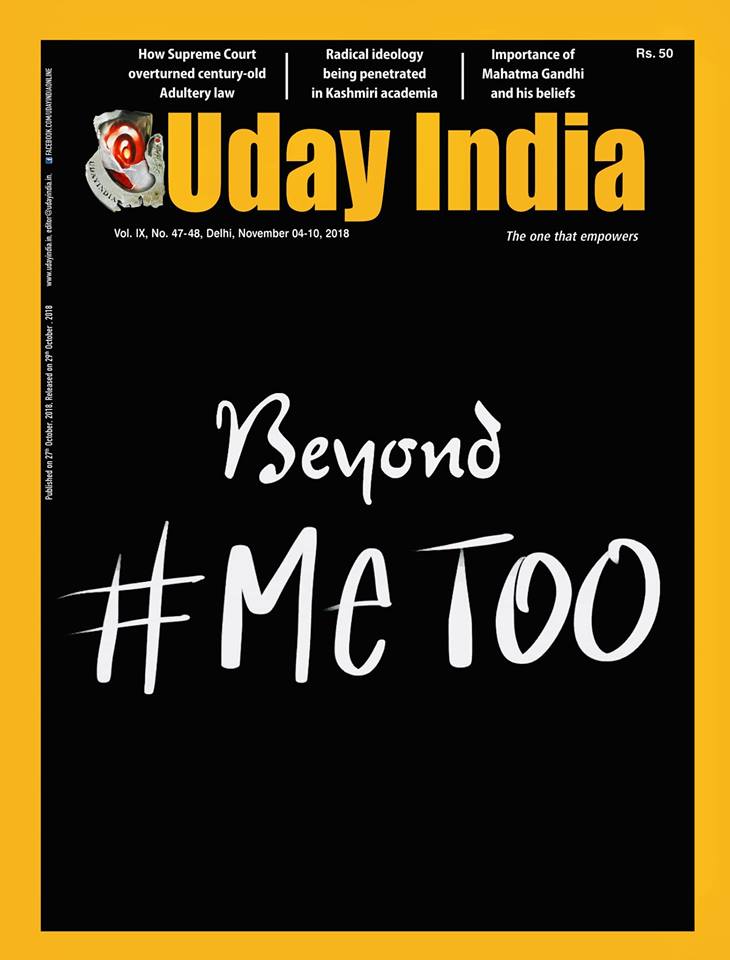 How Supreme Court
overturned century-old
Adultery law
Radical ideology
being penetrated
in Kashmiri academia
Importance of
Mahatma Gandhi
and his beliefs
Rs. 50
Uday India
UDAYINDIA
Vol. IX, No. 47-48, Delhi, November 04-10, 2018
The one that empowers
FACEBOOK.COM/UDAYINDIAONLINE
www.udayindia.in, editor@udayindia.in,
Published on 27th October. 2018. Released on 29th October . 2018
Beyond
#Me TOO